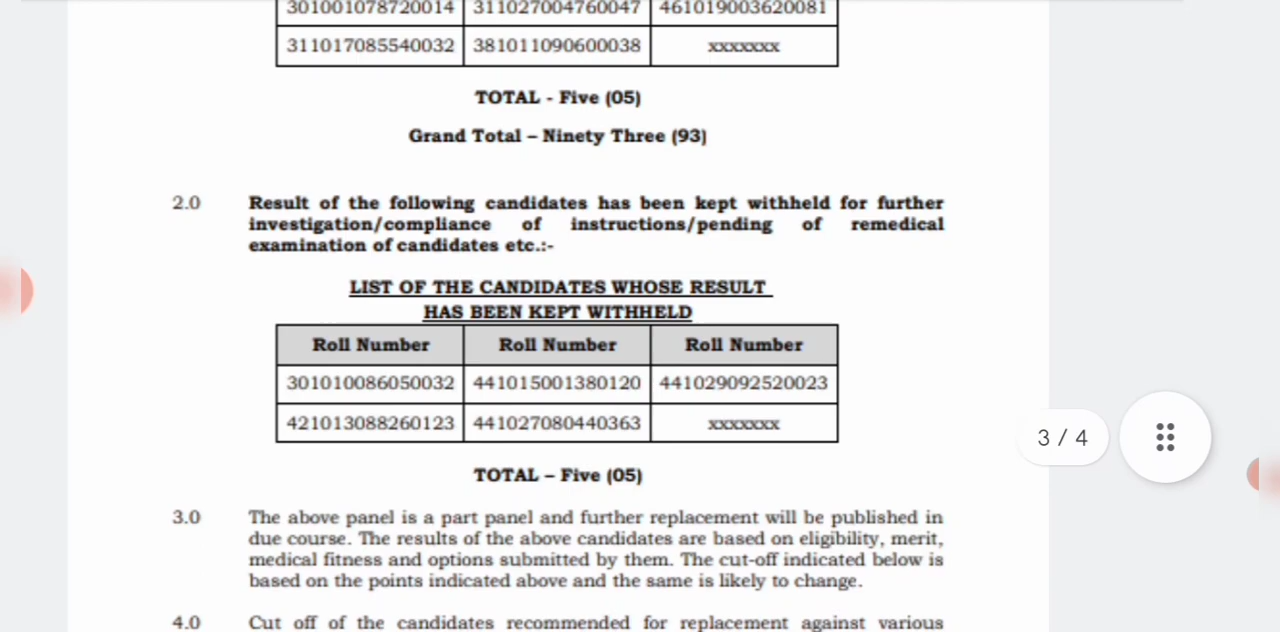 301001078720014 311027004760047 461019003620081
311017085540032 381011090600038 xxxxxxx
TOTAL - Five (05)
Grand Total – Ninety Three (93)
2.0 Result of the following candidates has been kept withheld for further
investigation/compliance of instructions/pending of remedical
examination of candidates etc.:-
LIST OF THE CANDIDATES WHOSE RESULT
HAS BEEN KEPT WITHHELD
Roll Number Roll Number Roll Number
301010086050032 441015001380120 441029092520023
421013088260123 441027080440363 xxxxxxx
3 / 4
TOTAL – Five (05)
3.0 The above panel is a part panel and further replacement will be published in
due course. The results of the above candidates are based on eligibility, merit,
medical fitness and options submitted by them. The cut-off indicated below is
based on the points indicated above and the same is likely to change.
4.0 Cut off of the candidates recommended for replacement against various